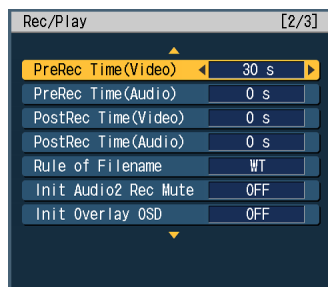 Rec/Play [2/3]
PreRec Time(Video) 30 s
PreRec Time(Audio) 0 s
PostRec Time(Video) 0 s
PostRec Time(Audio) 0 s
Rule of Filename WT
Init Audio2 Rec Mute OFF
Init Overlay OSD OFF